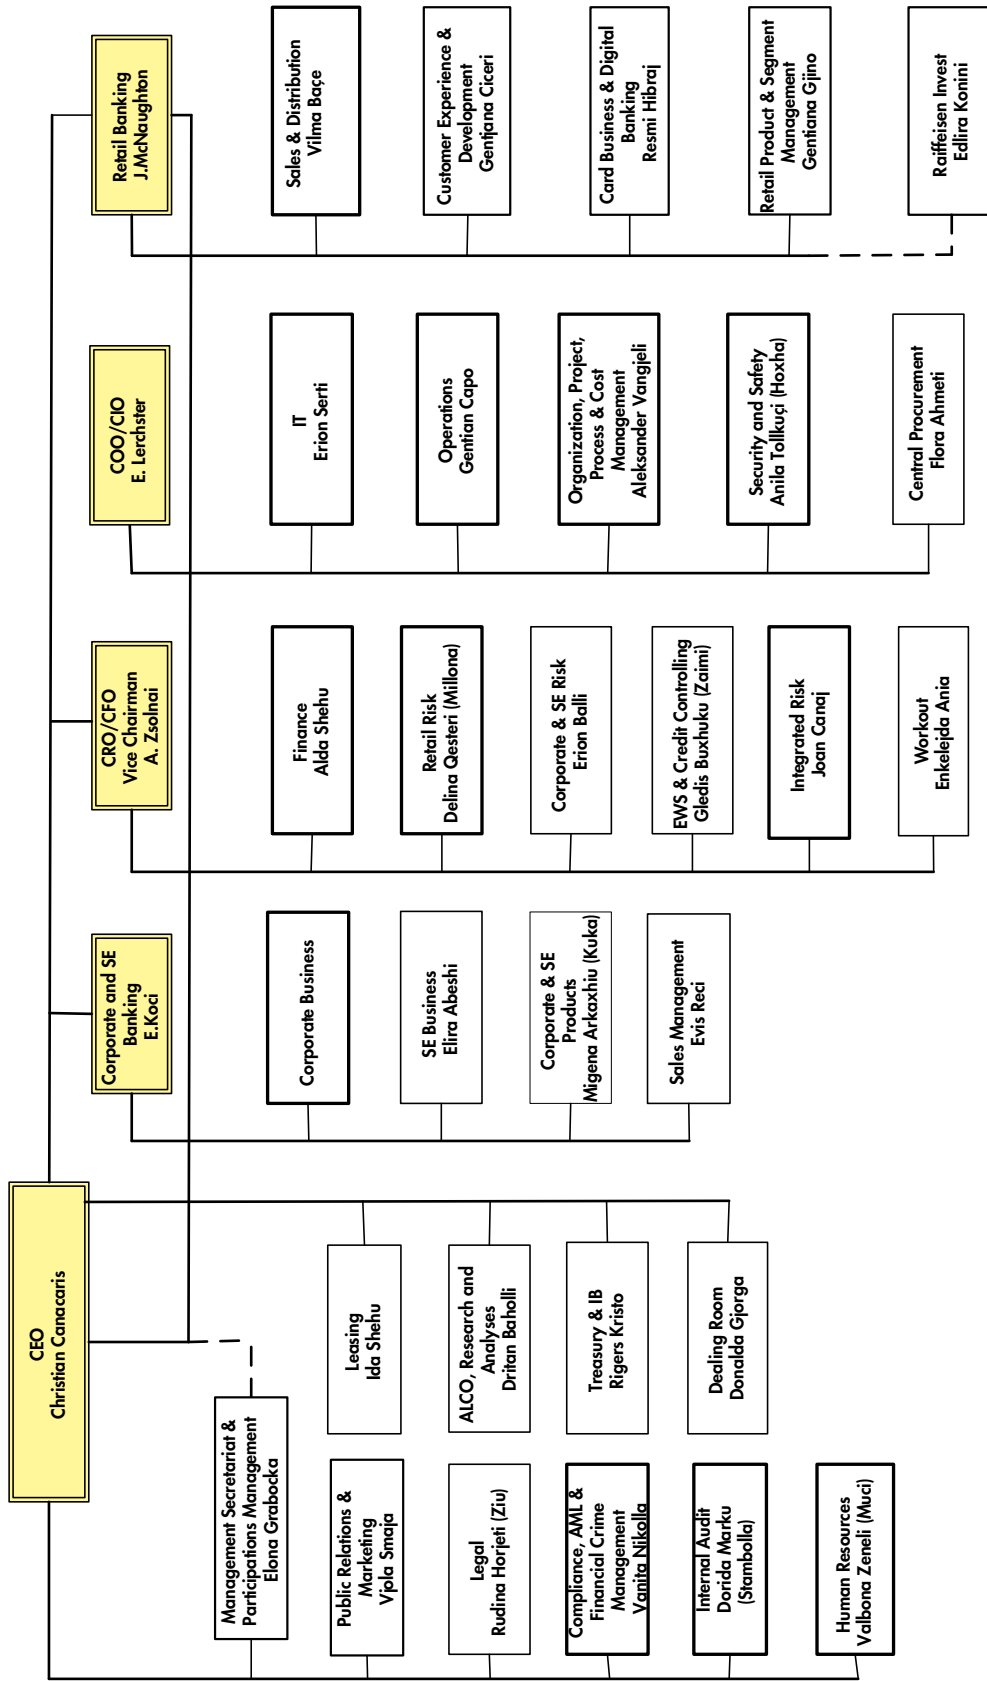 CEO
Christian Canacaris
Corporate and SE
Banking
E.Koci
CRO/CFO
Vice Chairman
A. Zsolnai
COO/CIO
E. Lerchster
Retail Banking
J.McNaughton
Management Secretariat &
Participations Management
Elona Grabocka
Public Relations &
Marketing
Vjola Smaja
Legal
Rudina Horjeti (Ziu)
Compliance, AML &
Financial Crime
Management
Vanita Nikolla
Internal Audit
Dorida Marku
(Stambolla)
Human Resources
Valbona Zeneli (Muci)
Leasing
Ida Shehu
ALCO, Research and
Analyses
Dritan Baholli
Treasury & IB
Rigers Kristo
Dealing Room
Donalda Gjorga
Corporate Business
SE Business
Elira Abeshi
Corporate & SE
Products
Migena Arkaxhiu (Kuka)
Sales Management
Evis Reci
Finance
Alda Shehu
Retail Risk
Delina Qesteri (Millona)
Corporate & SE Risk
Erion Balli
EWS & Credit Controlling
Gledis Buxhuku (Zaimi)
Integrated Risk
Joan Canaj
Workout
Enkelejda Ania
IT
Erion Serti
Operations
Gentian Capo
Organization, Project,
Process & Cost
Management
Aleksander Vangjeli
Security and Safety
Anila Tollkuçi (Hoxha)
Central Procurement
Flora Ahmeti
Sales & Distribution
Vilma Baçe
Customer Experience &
Development
Gentjana Ciceri
Card Business & Digital
Banking
Resmi Hibraj
Retail Product & Segment
Management
Gentiana Gjino
Raiffeisen Invest
Edlira Konini